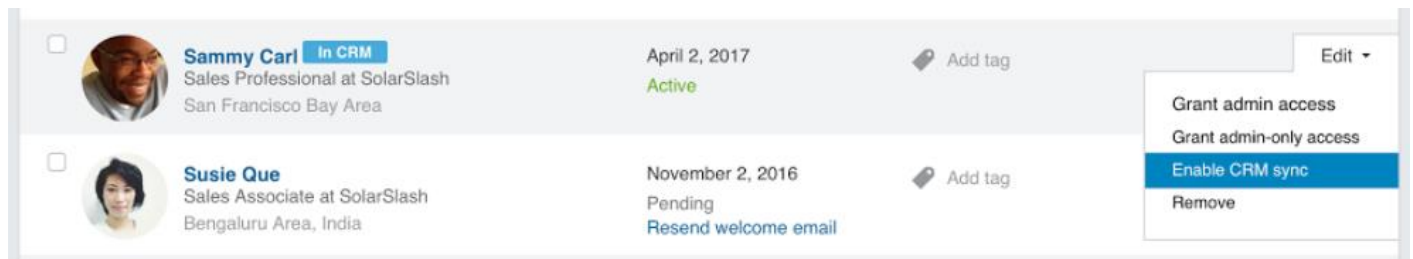 Sammy Carl In CRM
Sales Professional at SolarSlash
San Francisco Bay Area
April 2, 2017
Active
Add tag
Edit
Grant admin access
Grant admin-only access
Enable CRM sync
Remove
Susie Que
Sales Associate at SolarSlash
Bengaluru Area, India
November 2, 2016
Pending
Resend welcome email
Add tag